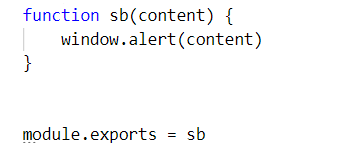 function sb(content) {
    window.alert(content)
}
module.exports = sb